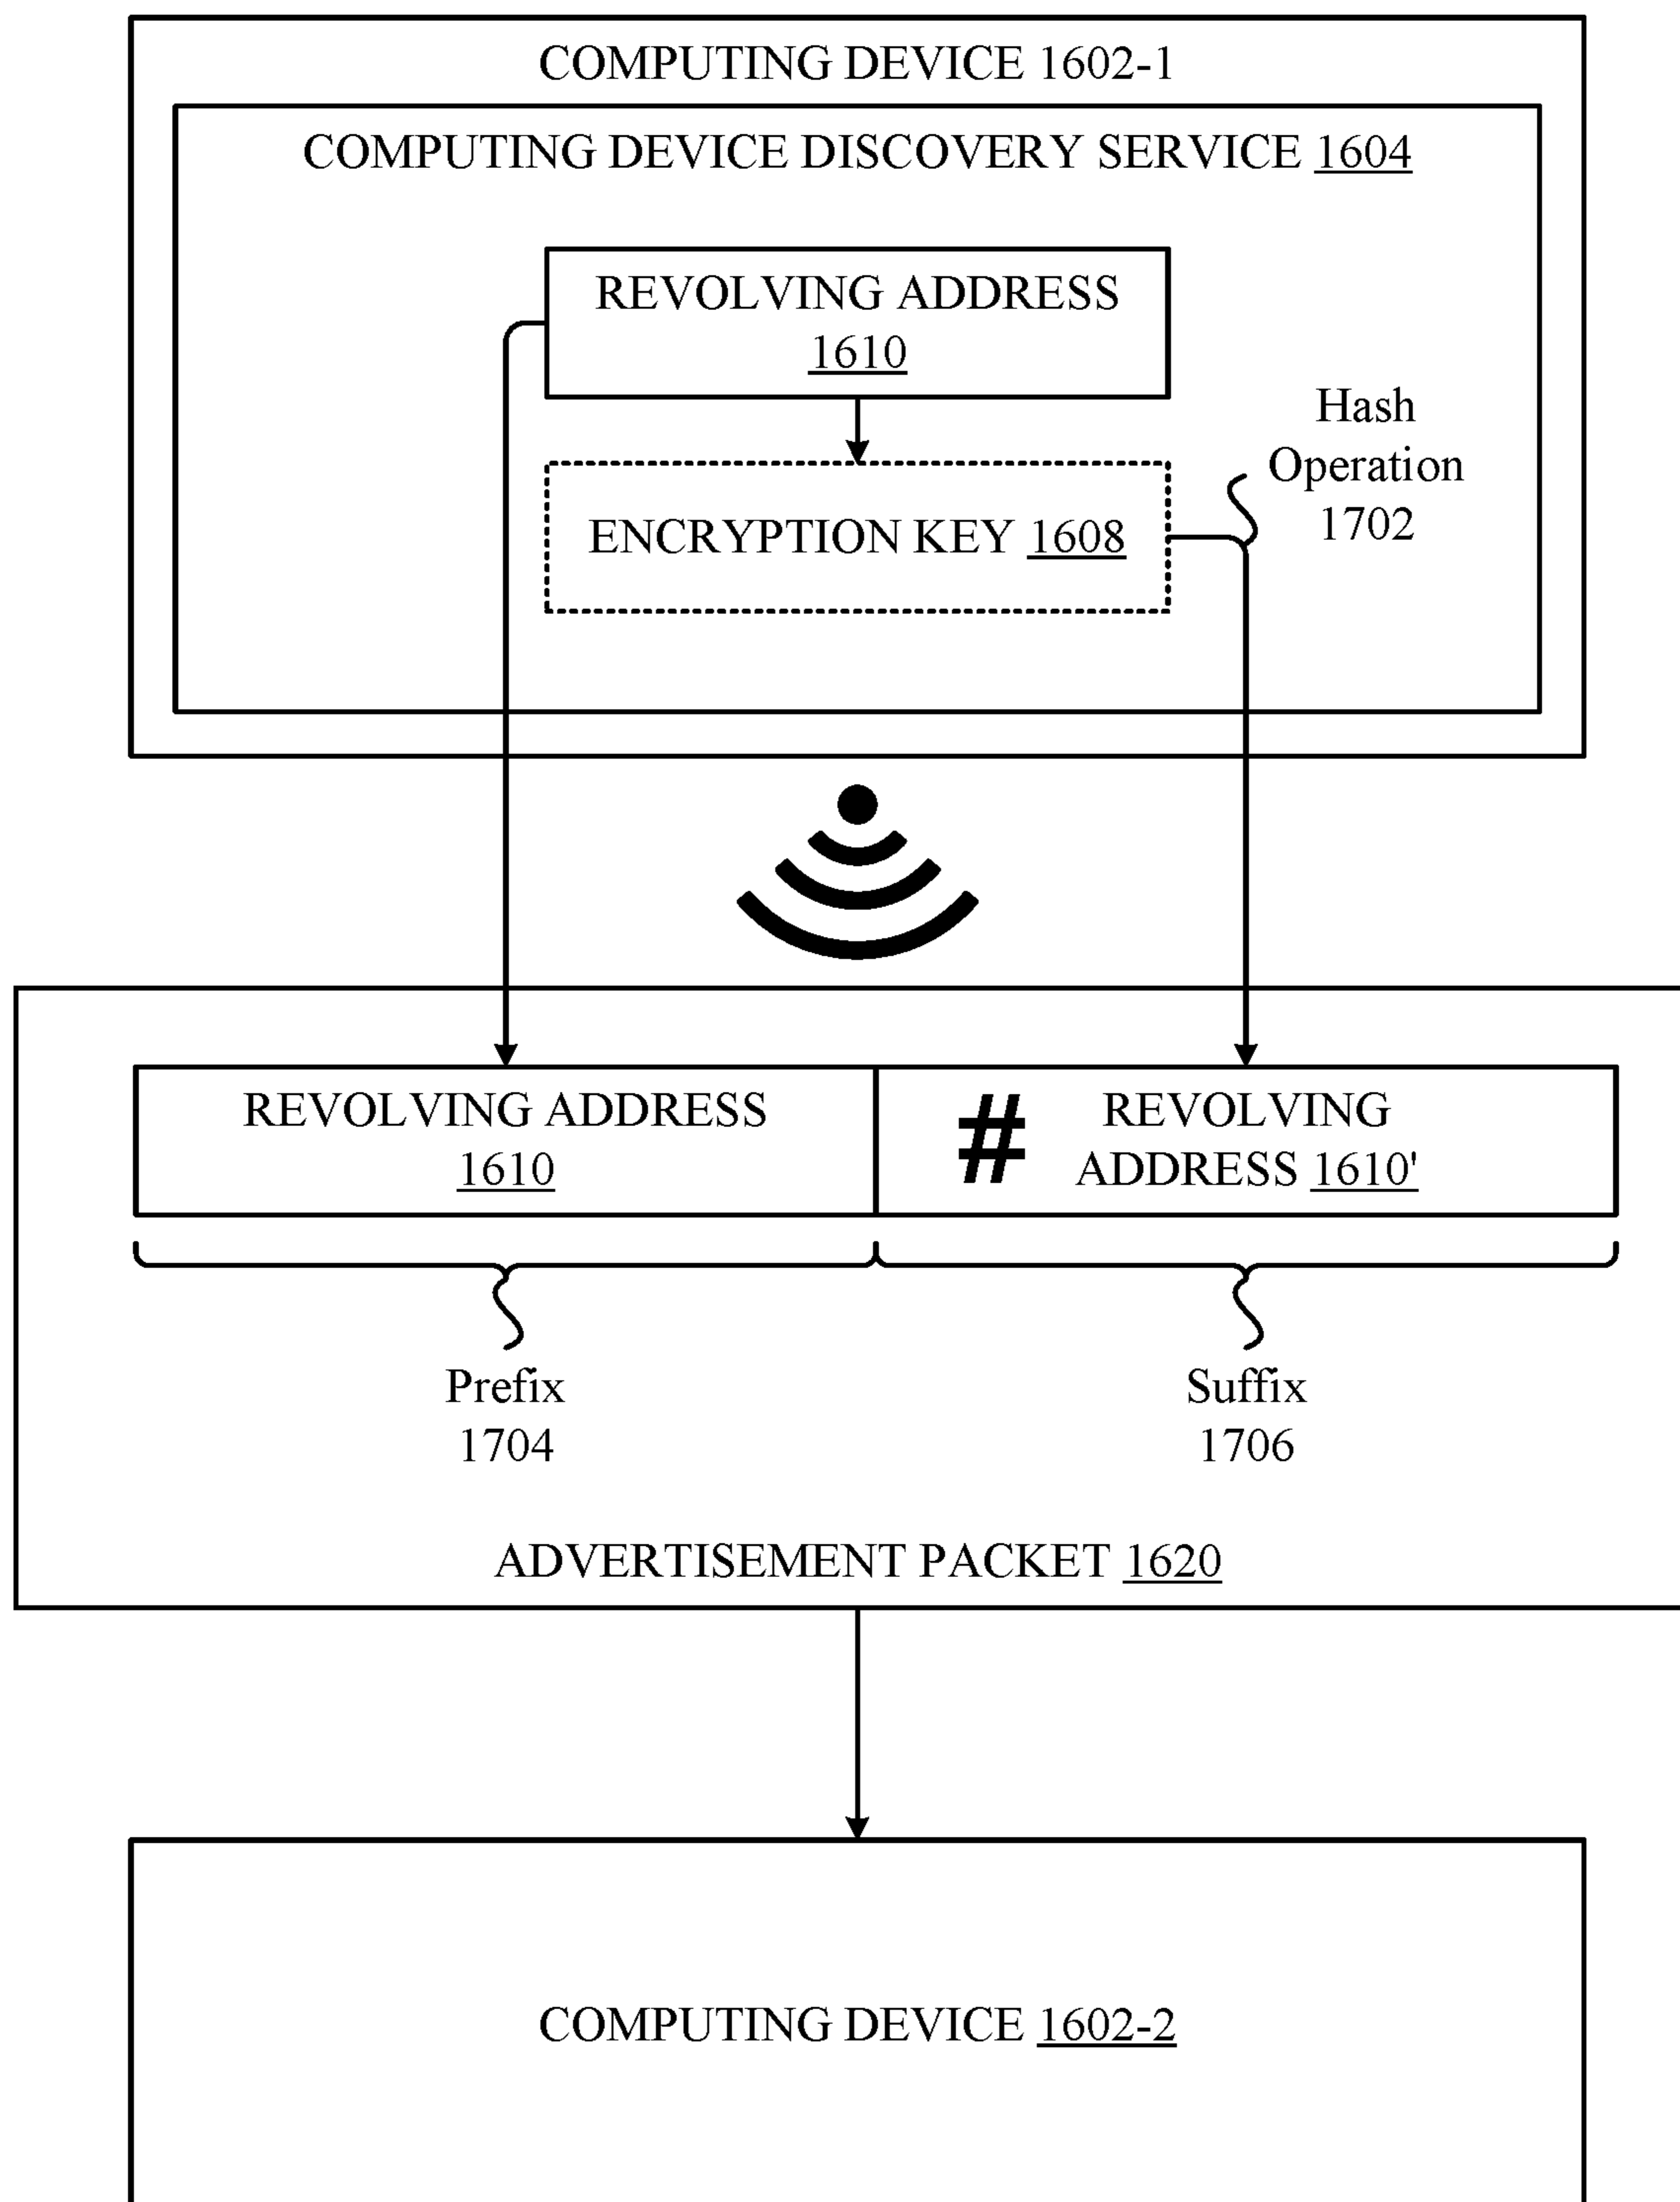 COMPUTING DEVICE 1602-1
COMPUTING DEVICE DISCOVERY SERVICE 1604
REVOLVING ADDRESS
1610
Hash
Operation
1702
ENCRYPTION KEY 1608
REVOLVING ADDRESS
1610
# REVOLVING
ADDRESS 1610'
Prefix
1704
Suffix
1706
ADVERTISEMENT PACKET 1620
COMPUTING DEVICE 1602-2